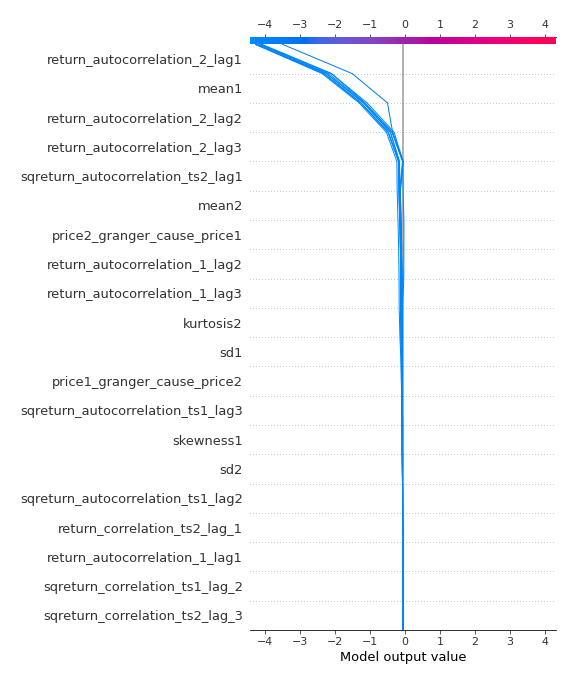 −4 −3 −2 −1 0 1 2 3 4
return_autocorrelation_2_lag1
mean1
return_autocorrelation_2_lag2
return_autocorrelation_2_lag3
sqreturn_autocorrelation_ts2_lag1
mean2
price2_granger_cause_price1
return_autocorrelation_1_lag2
return_autocorrelation_1_lag3
kurtosis2
sd1
price1_granger_cause_price2
sqreturn_autocorrelation_ts1_lag3
skewness1
sd2
sqreturn_autocorrelation_ts1_lag2
return_correlation_ts2_lag_1
return_autocorrelation_1_lag1
sqreturn_correlation_ts1_lag_2
sqreturn_correlation_ts2_lag_3
−4 −3 −2 −1 0 1 2 3 4
Model output value